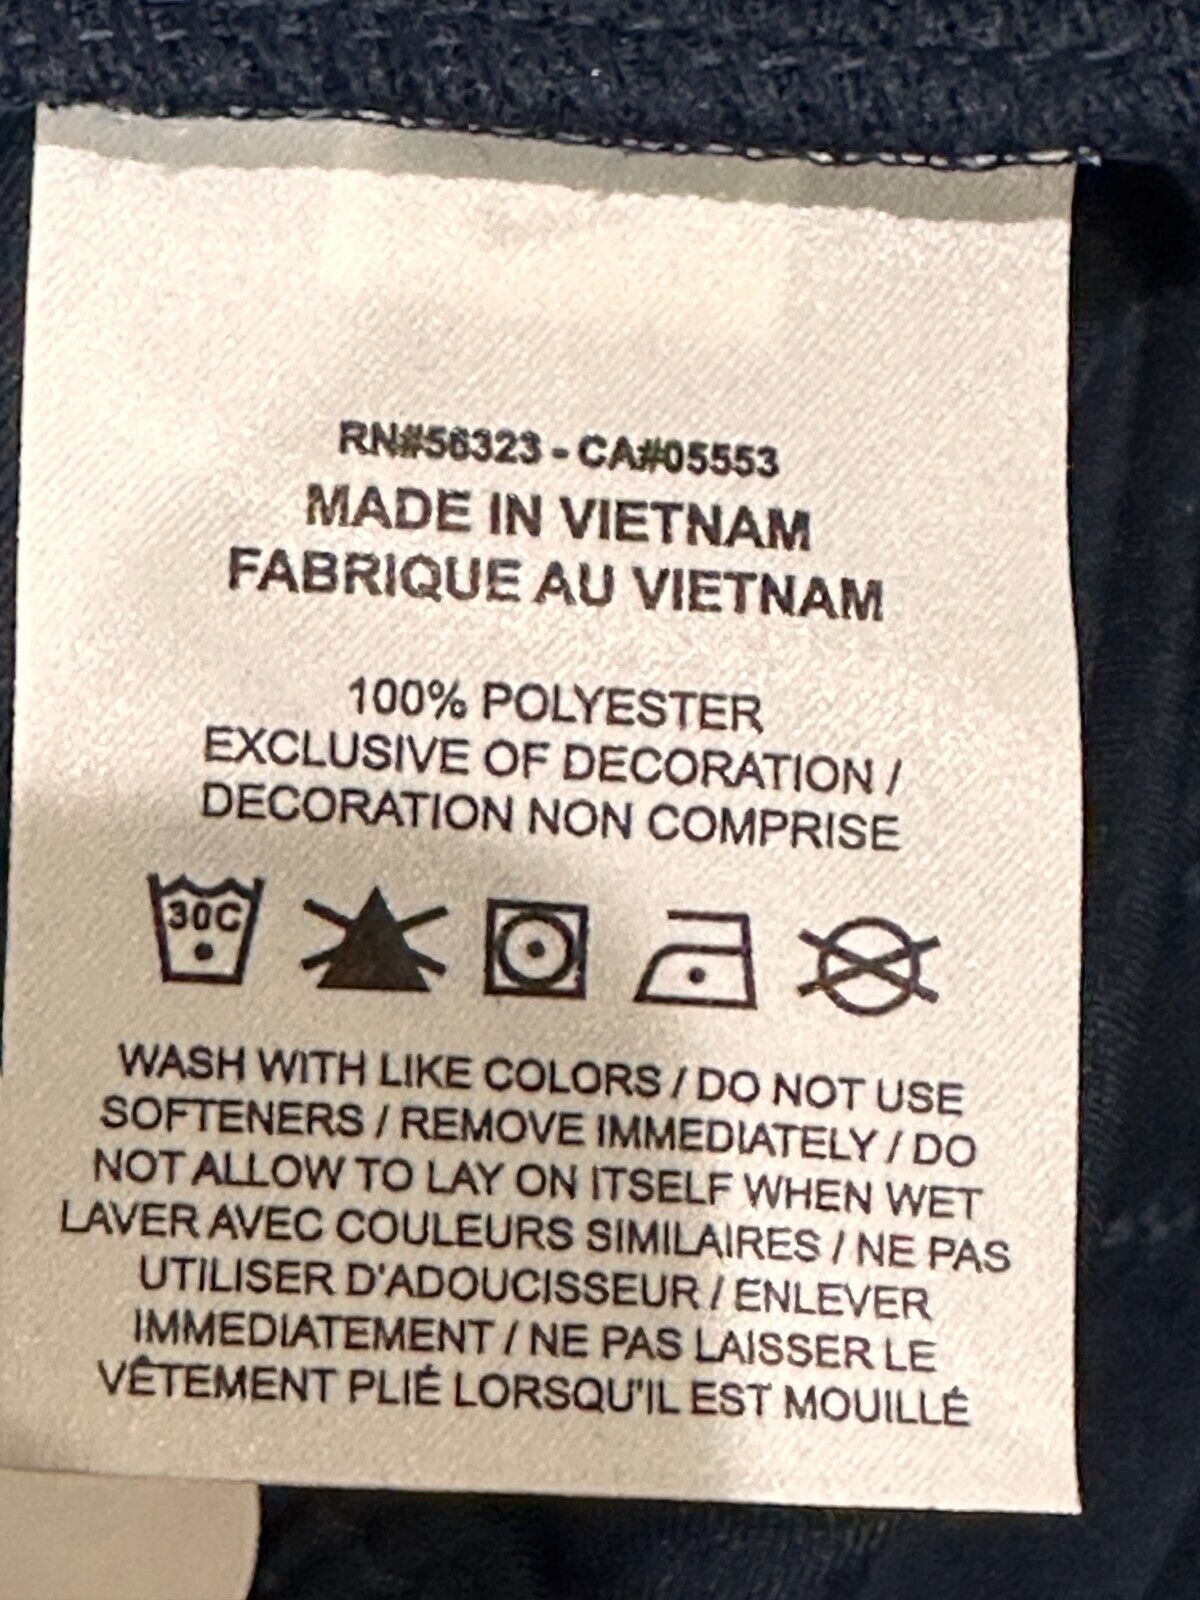 RN#56323 - CA#05553
MADE IN VIETNAM
FABRIQUE AU VIETNAM
100% POLYESTER
EXCLUSIVE OF DECORATION /
DECORATION NON COMPRISE
30C
WASH WITH LIKE COLORS / DO NOT USE
SOFTENERS / REMOVE IMMEDIATELY / DO
NOT ALLOW TO LAY ON ITSELF WHEN WET
LAVER AVEC COULEURS SIMILAIRES / NE PAS
UTILISER D'ADOUCISSEUR / ENLEVER
IMMEDIATEMENT / NE PAS LAISSER LE
VÊTEMENT PLIÉ LORSQU'IL EST MOUILLÉ